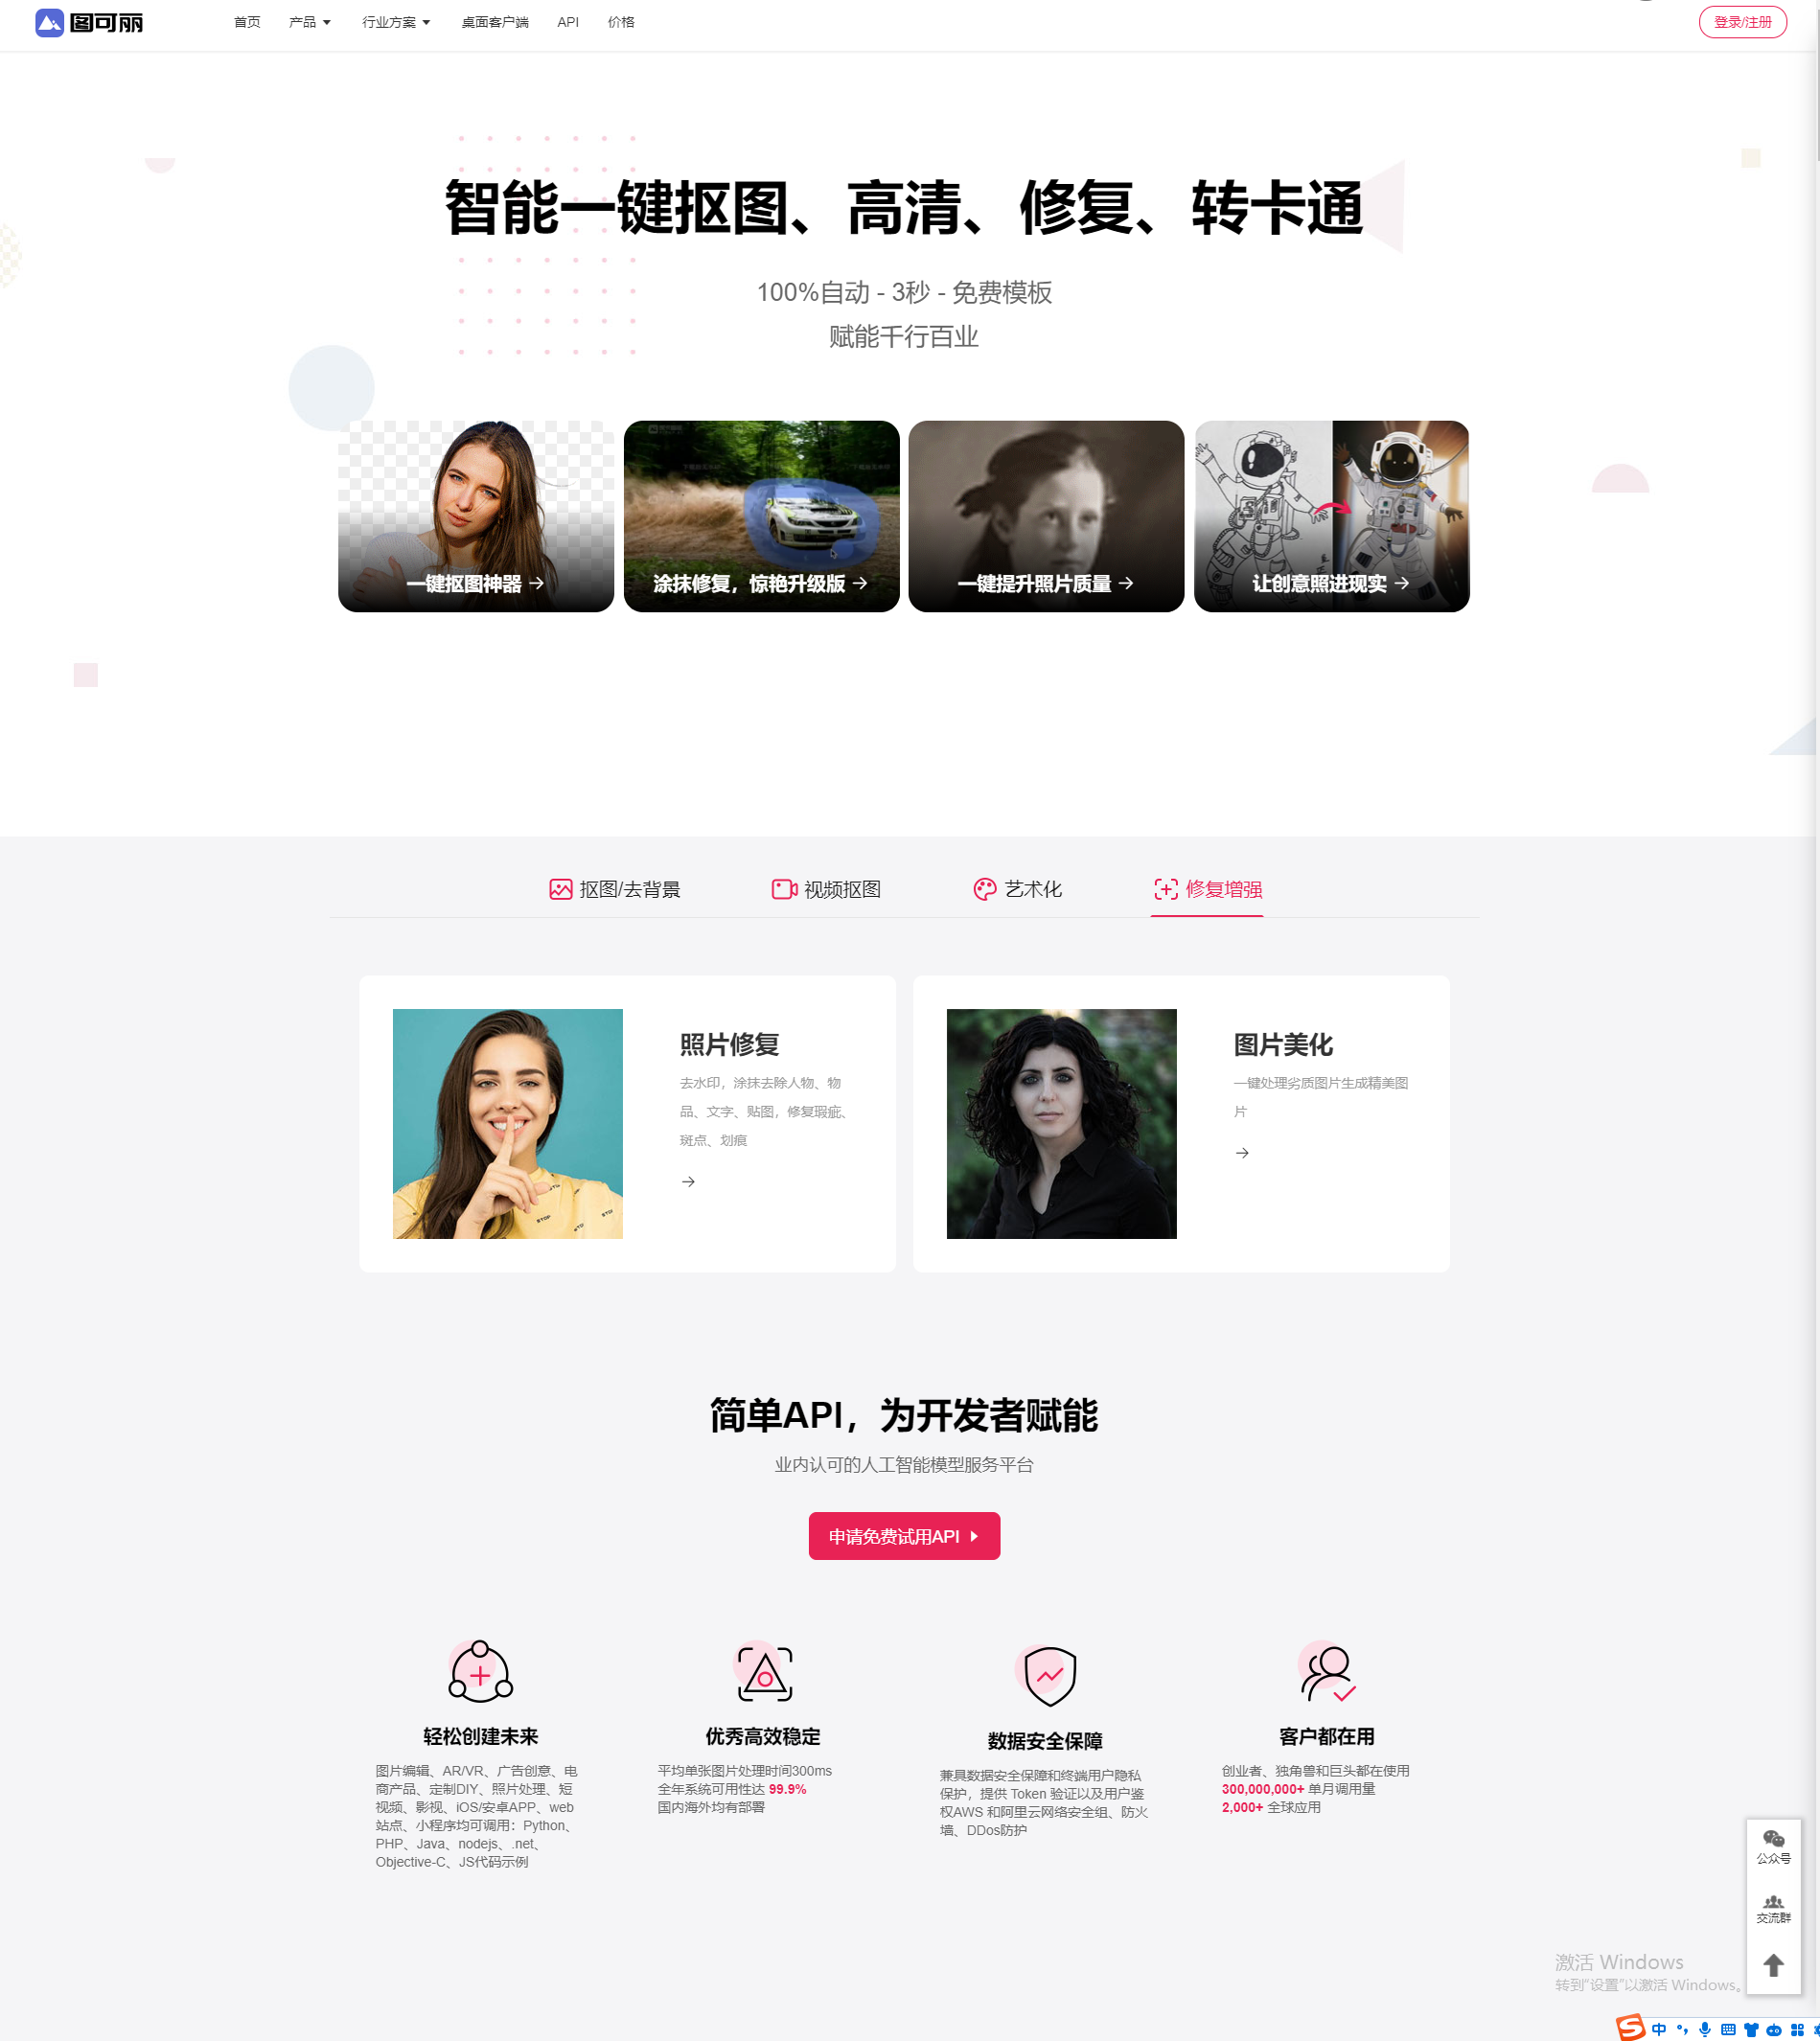 图可丽
首页
产品
行业方案
桌面客户端
API
价格
登录/注册
智能一键抠图、高清、修复、转卡通
100%自动 - 3秒 - 免费模板
赋能千行百业
一键抠图神器
涂抹修复，惊艳升级版
一键提升照片质量
让创意照进现实
抠图/去背景
视频抠图
艺术化
修复增强
照片修复
去水印，涂抹去除人物、物
品、文字、贴图，修复瑕疵、
斑点、划痕
STOP
STOP
图片美化
一键处理劣质图片生成精美图
片
简单API，为开发者赋能
业内认可的人工智能模型服务平台
申请免费试用API
轻松创建未来
图片编辑、AR/VR、广告创意、电
商产品、定制DIY、照片处理、短
视频、影视、iOS/安卓APP、web
站点、小程序均可调用：Python、
PHP、Java、nodejs、.net、
Objective-C、JS代码示例
优秀高效稳定
平均单张图片处理时间300ms
全年系统可用性达 99.9%
国内海外均有部署
数据安全保障
兼具数据安全保障和终端用户隐私
保护，提供 Token 验证以及用户鉴
权AWS 和阿里云网络安全组、防火
墙、DDos防护
客户都在用
创业者、独角兽和巨头都在使用
300,000,000+ 单月调用量
2,000+ 全球应用
公众号
交流群
激活 Windows
转到"设置"以激活 Windows。
中